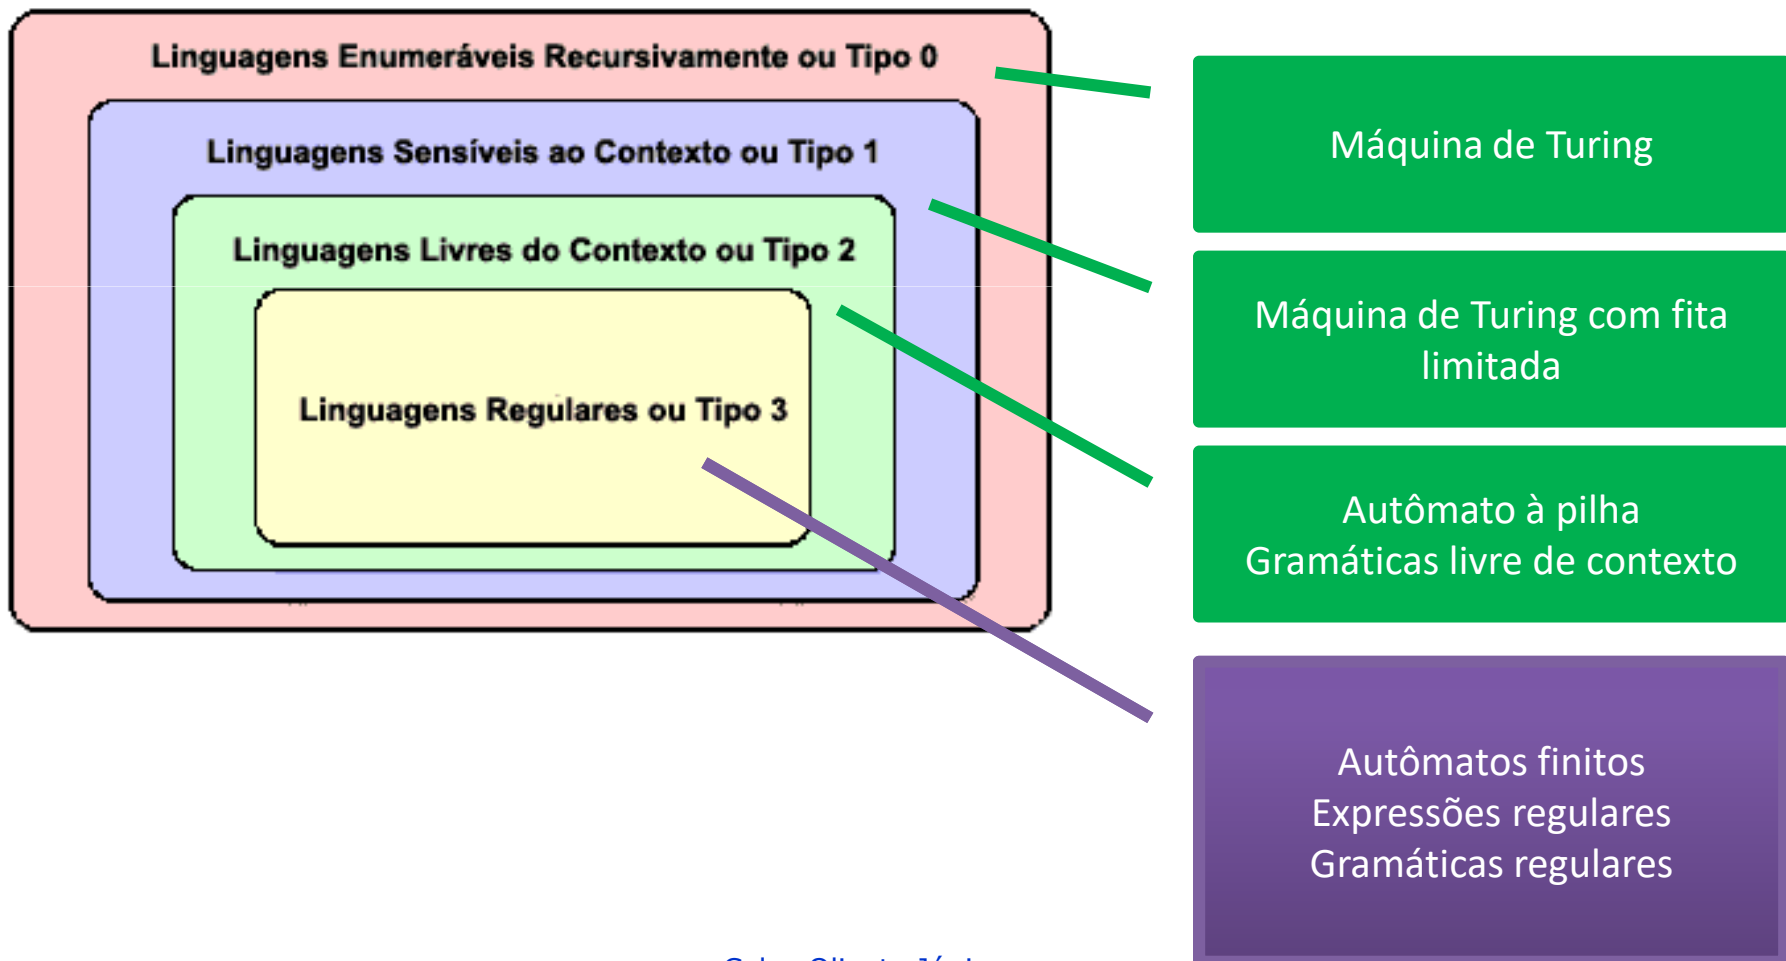 Linguagens Enumeráveis Recursivamente ou Tipo 0
Linguagens Sensíveis ao Contexto ou Tipo 1
Linguagens Livres do Contexto ou Tipo 2
Linguagens Regulares ou Tipo 3
Máquina de Turing
Máquina de Turing com fita
limitada
Autômato à pilha
Gramáticas livre de contexto
Autômatos finitos
Expressões regulares
Gramáticas regulares